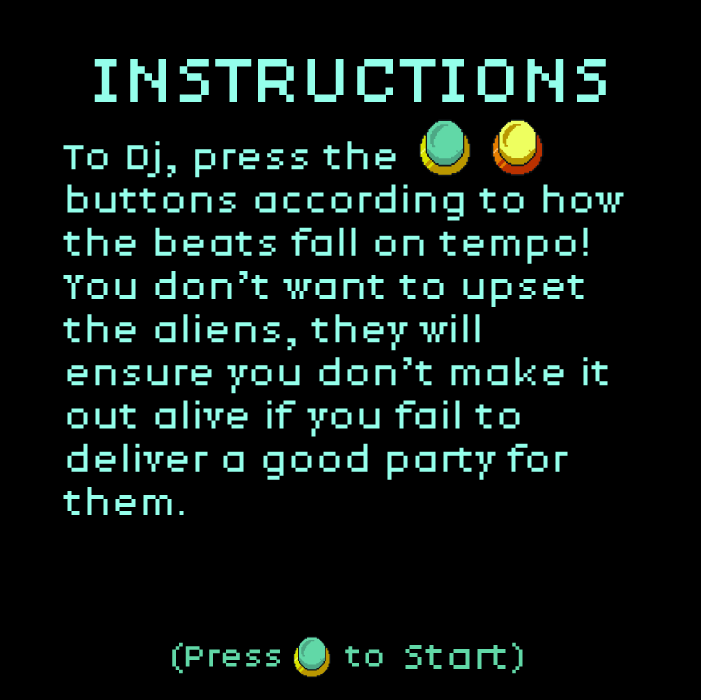 INSTRUCTIONS
To Dj, press the
buttons according to how
the beats fall on tempo!
You don't want to upset
the aliens, they will
ensure you don't make it
out alive if you fail to
deliver a good party for
them.
(Press to Start)